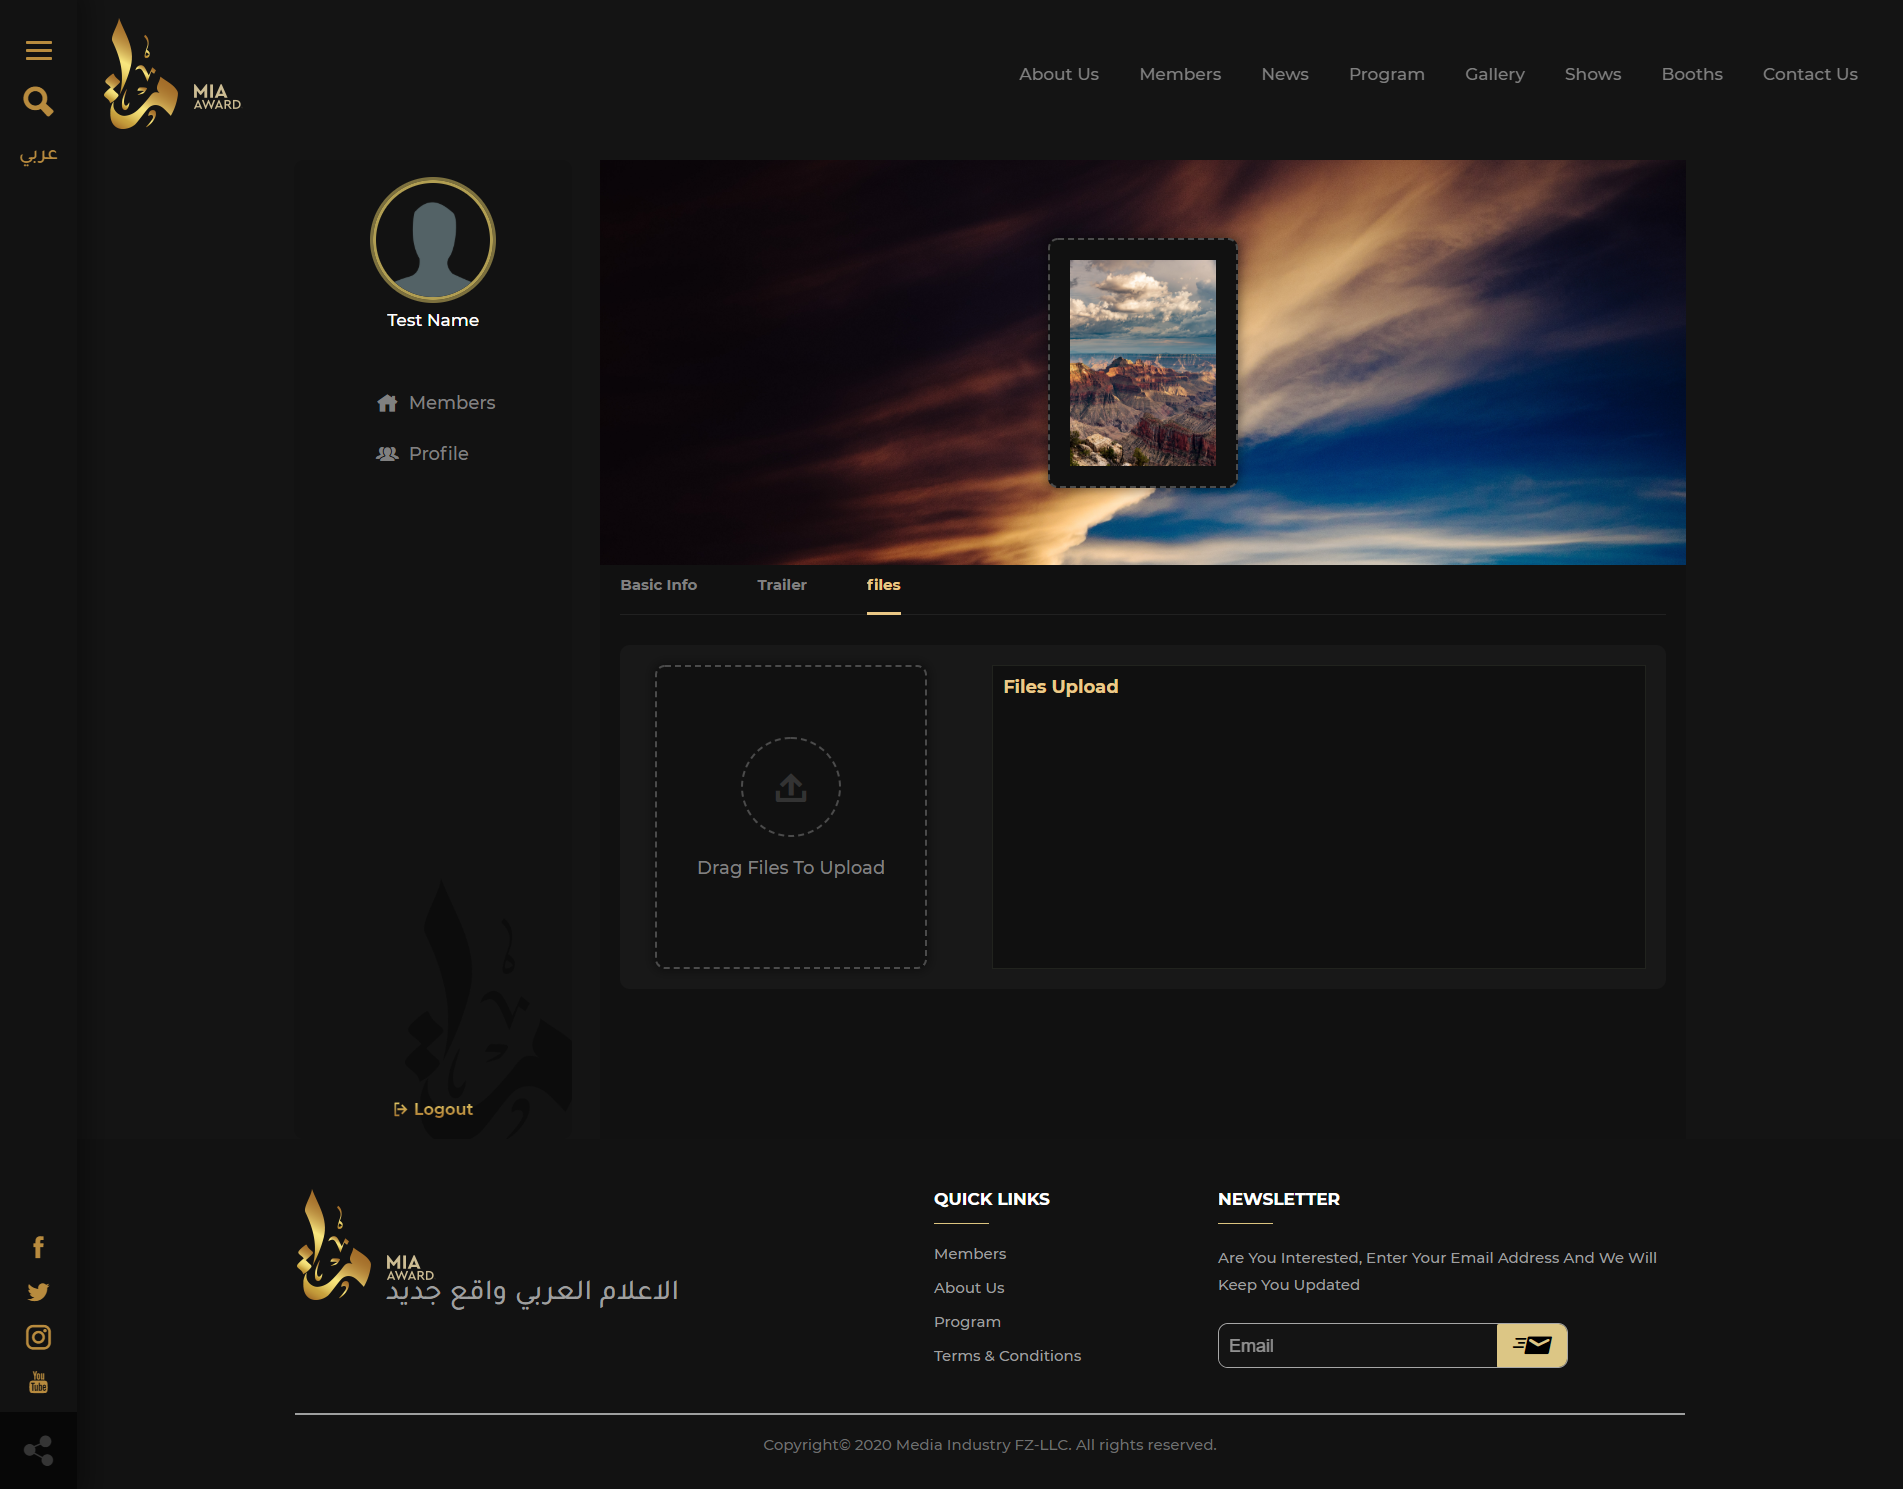 عربي
MIA
AWARD
About Us
Members
News
Program
Gallery
Shows
Booths
Contact Us
Test Name
Members
Profile
Logout
Basic Info
Trailer
files
Drag Files To Upload
Files Upload
MIA
AWARD
الاعلام العربي واقع جديد
QUICK LINKS
Members
About Us
Program
Terms & Conditions
NEWSLETTER
Are You Interested, Enter Your Email Address And We Will
Keep You Updated
Email
You
Tube
Copyright© 2020 Media Industry FZ-LLC. All rights reserved.